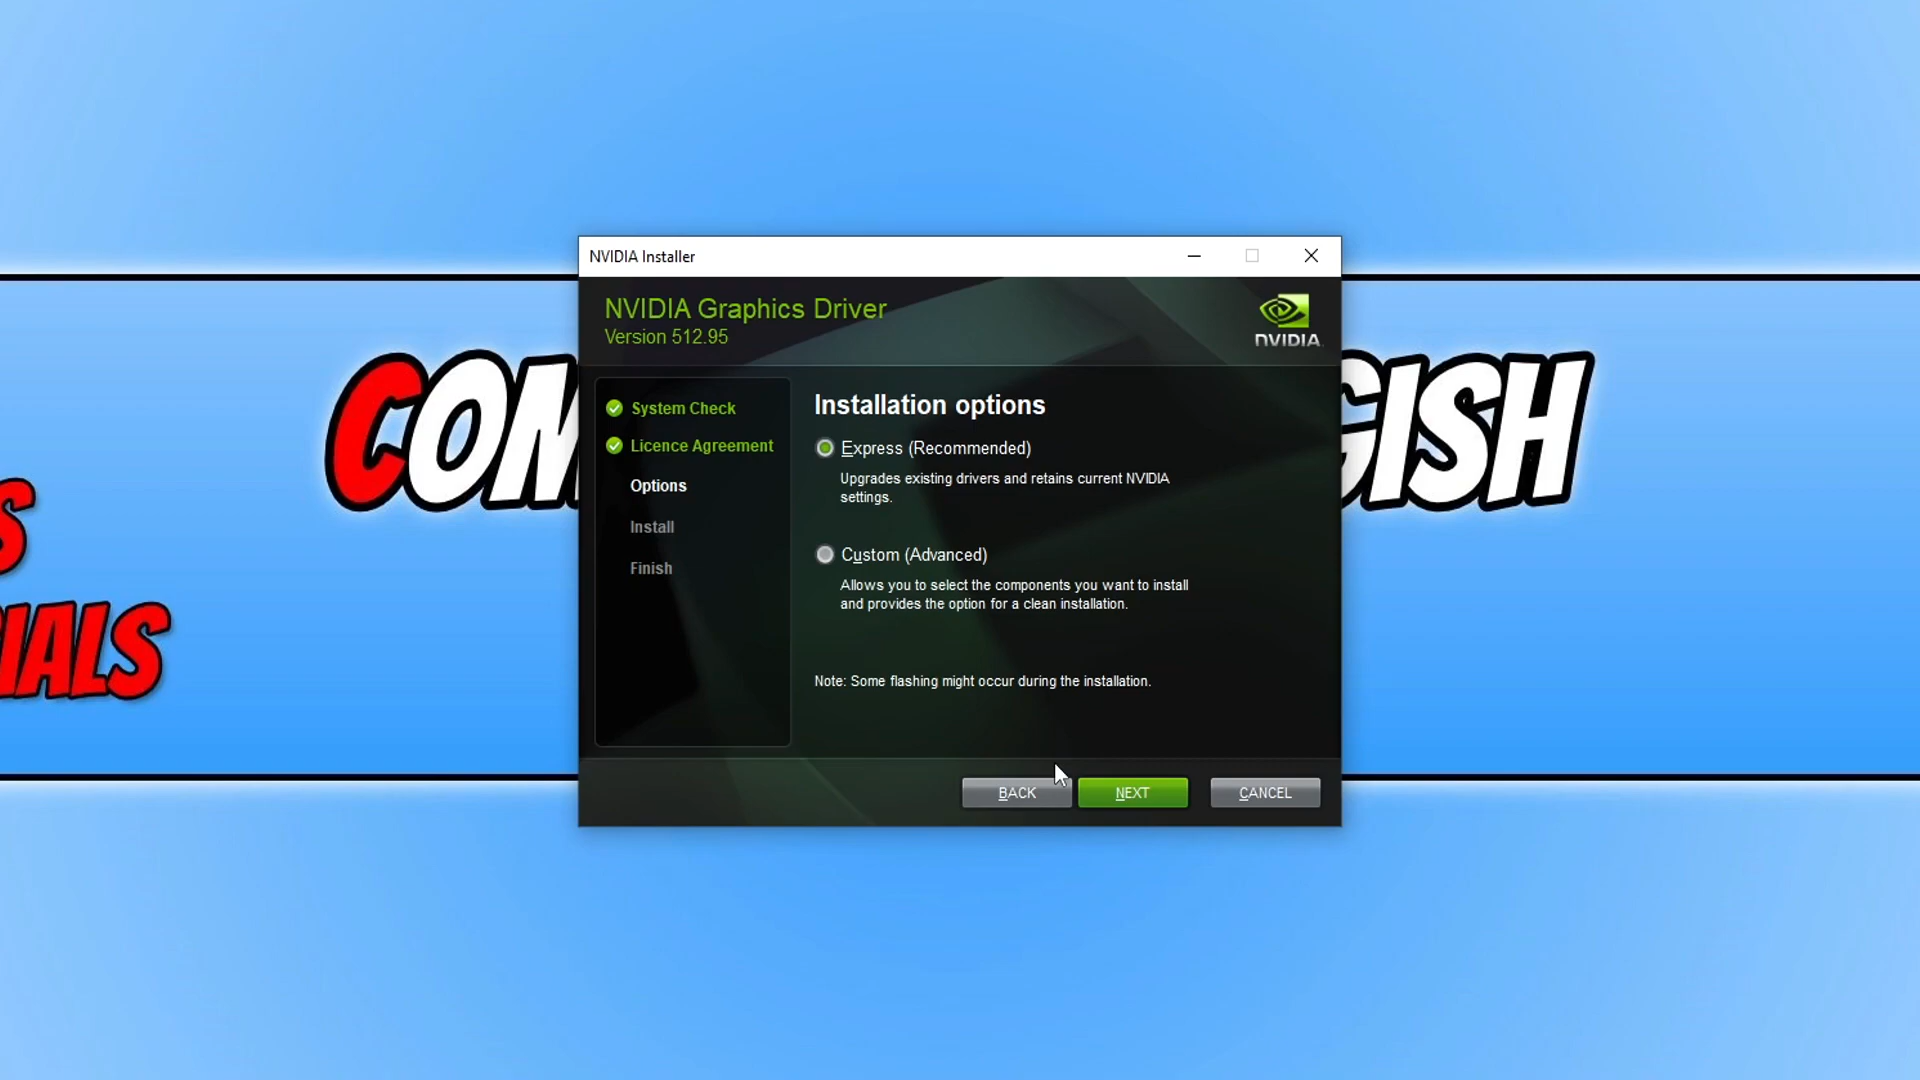 NVIDIA Installer
NVIDIA Graphics Driver
Version 512.95
NVIDIA
System Check
Licence Agreement
Options
Install
Finish
Installation options
Express (Recommended)
Upgrades existing drivers and retains current NVIDIA
settings.
Custom (Advanced)
Allows you to select the components you want to install
and provides the option for a clean installation.
Note: Some flashing might occur during the installation.
BACK
NEXT
CANCEL
COM
GISH
S
IALS